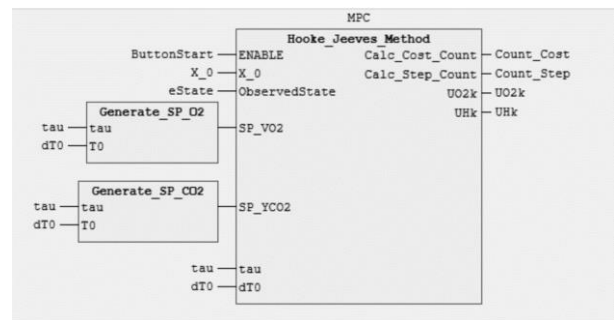 MPC
Hooke_Jeeves_Method
ButtonStart ENABLE Calc_Cost_Count Count_Cost
X_0 X_0 Calc_Step_Count Count_Step
eState ObservedState UO2k UO2k
Generate_SP_O2 UHk UHk
tau tau SP_VO2
dT0 T0
Generate_SP_CO2
tau tau SP_YCO2
dT0 T0
tau tau
dT0 dT0